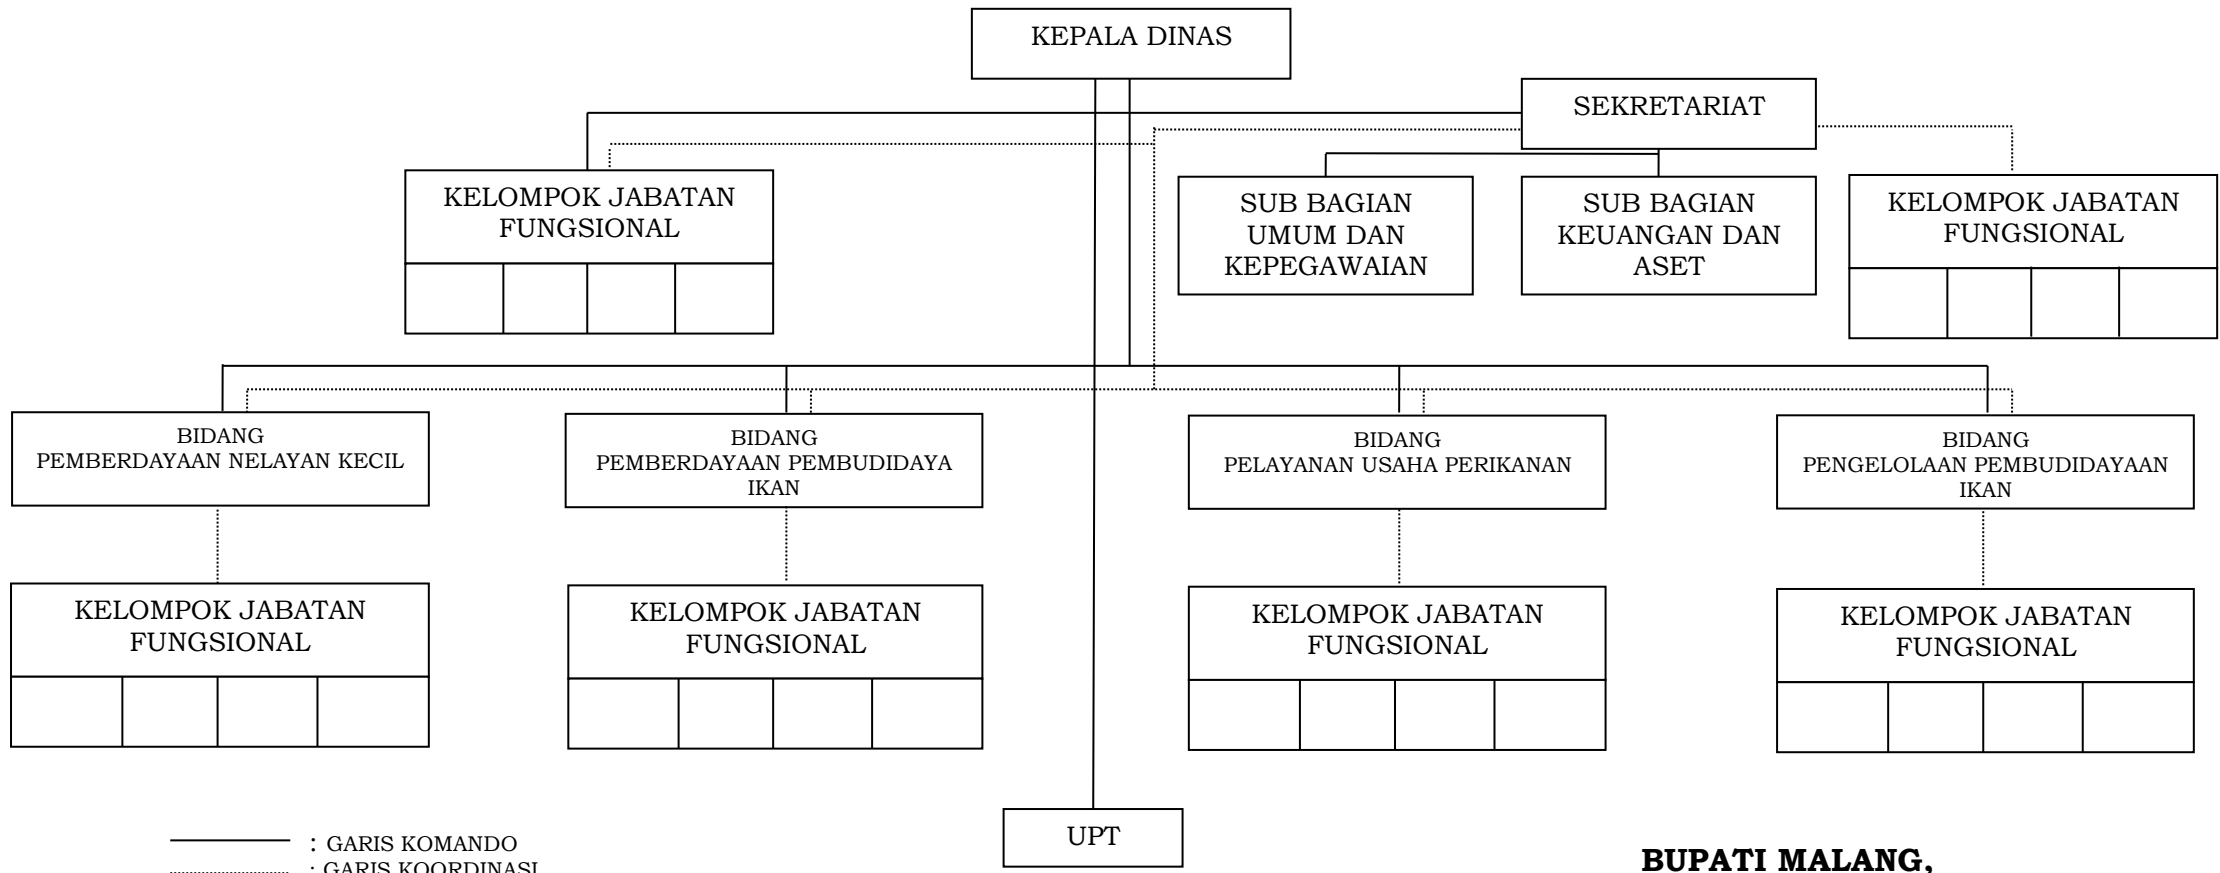 KEPALA DINAS
SEKRETARIAT
KELOMPOK JABATAN
FUNGSIONAL
SUB BAGIAN
UMUM DAN
KEPEGAWAIAN
SUB BAGIAN
KEUANGAN DAN
ASET
KELOMPOK JABATAN
FUNGSIONAL
BIDANG
PEMBERDAYAAN NELAYAN KECIL
BIDANG
PEMBERDAYAAN PEMBUDIDAYA
IKAN
BIDANG
PELAYANAN USAHA PERIKANAN
BIDANG
PENGELOLAAN PEMBUDIDAYAAN
IKAN
KELOMPOK JABATAN
FUNGSIONAL
KELOMPOK JABATAN
FUNGSIONAL
KELOMPOK JABATAN
FUNGSIONAL
KELOMPOK JABATAN
FUNGSIONAL
UPT
: GARIS KOMANDO
: GARIS KOORDINASI
BUPATI MALANG,